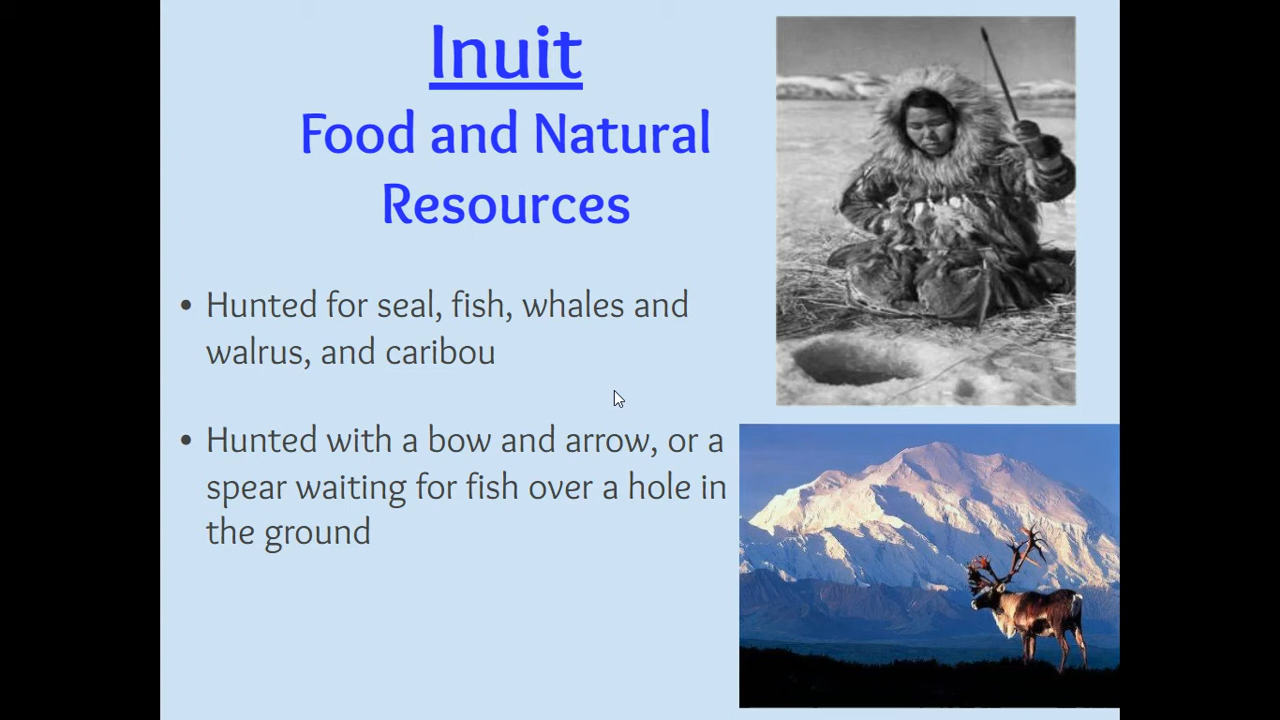 Inuit
Food and Natural
Resources
• Hunted for seal, fish, whales and
walrus, and caribou
• Hunted with a bow and arrow, or a
spear waiting for fish over a hole in
the ground